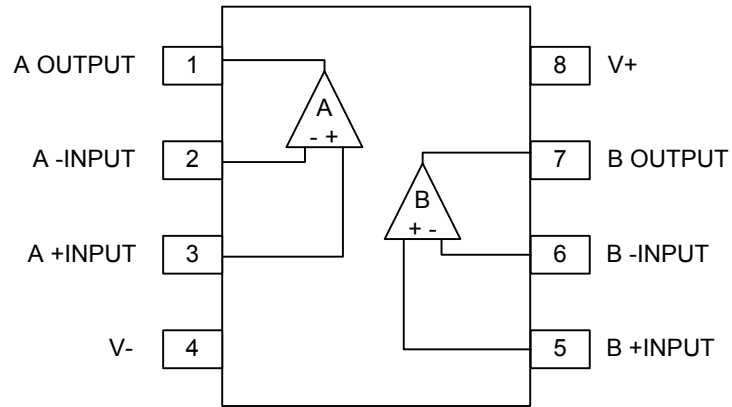 A OUTPUT 1
8 V+
A
- +
A -INPUT 2
7 B OUTPUT
B
+ -
A +INPUT 3
6 B -INPUT
V- 4
5 B +INPUT